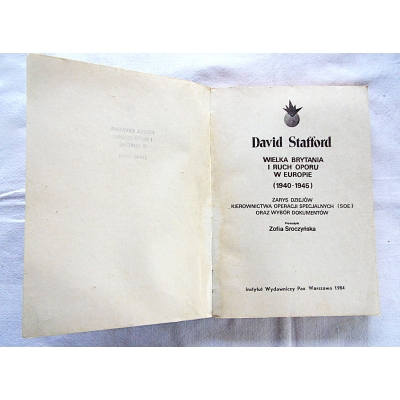 David Stafford
WIELKA BRYTANIA
I RUCH OPORU
W EUROPIE
(1940-1945)
ZARYS DZIEJÓW
KIEROWNICTWA OPERACJI SPECJALNYCH (SOE)
ORAZ WYBÓR DOKUMENTÓW
Przełożyła
Zofia Sroczyńska
Instytut Wydawniczy Pax Warszawa 1984